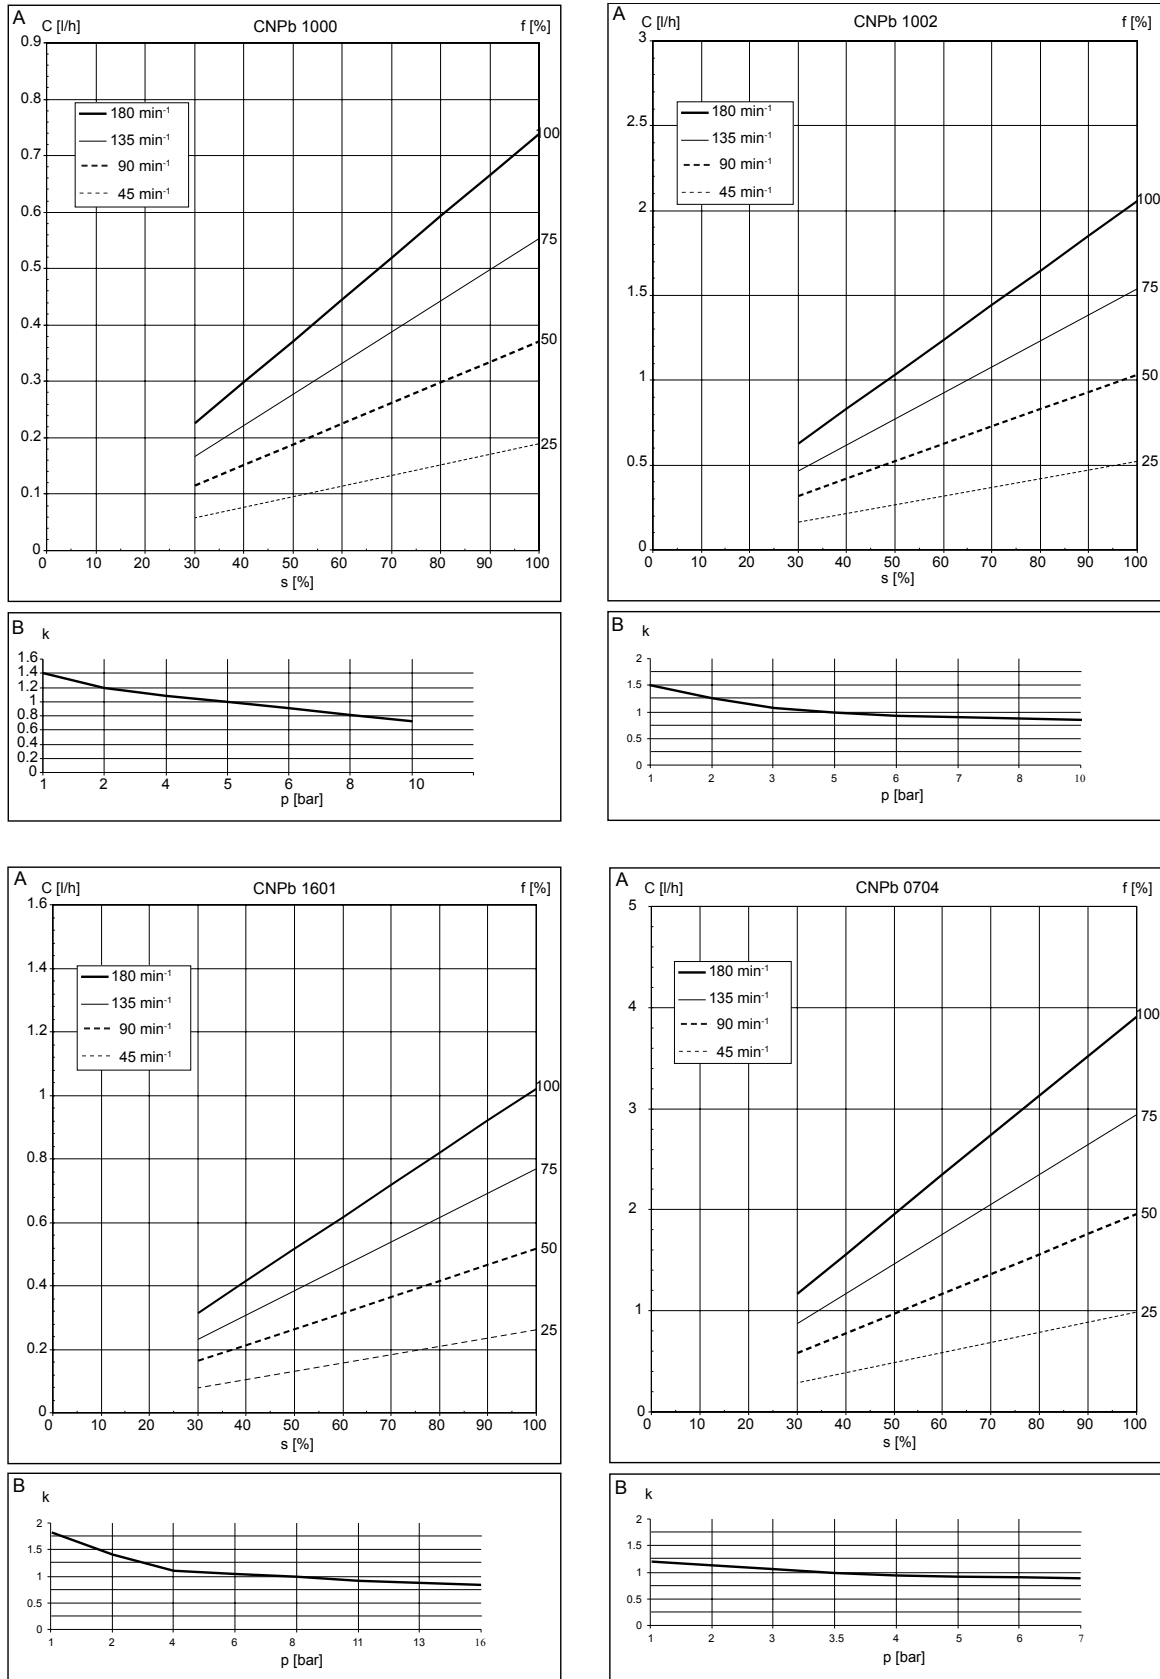 A
C [l/h]
CNPb 1000
f [%]
0.9
0.8
0.7
0.6
0.5
0.4
0.3
0.2
0.1
0
180 min-1
135 min-1
90 min-1
45 min-1
100
75
50
25
0 10 20 30 40 50 60 70 80 90 100
s [%]
B
k
1.6
1.4
1.2
1
0.8
0.6
0.4
0.2
0
1 2 4 5 6 8 10
p [bar]
A
C [l/h]
CNPb 1002
f [%]
3
2.5
2
1.5
1
0.5
0
180 min-1
135 min-1
90 min-1
45 min-1
100
75
50
25
0 10 20 30 40 50 60 70 80 90 100
s [%]
B
k
2
1.5
1
0.5
0
1 2 3 5 6 7 8 10
p [bar]
A
C [l/h]
CNPb 1601
f [%]
1.6
1.4
1.2
1
0.8
0.6
0.4
0.2
0
180 min-1
135 min-1
90 min-1
45 min-1
100
75
50
25
0 10 20 30 40 50 60 70 80 90 100
s [%]
B
k
2
1.5
1
0.5
0
1 2 4 6 8 11 13 16
p [bar]
A
C [l/h]
CNPb 0704
f [%]
5
4
3
2
1
0
180 min-1
135 min-1
90 min-1
45 min-1
100
75
50
25
0 10 20 30 40 50 60 70 80 90 100
s [%]
B
k
2
1.5
1
0.5
0
1 2 3 3.5 4 5 6 7
p [bar]